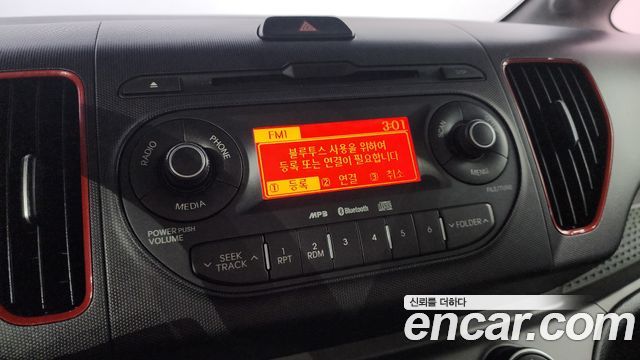 FM1 3:01
블루투스 사용을 위하여
등록 또는 연결이 필요합니다
① 등록 ② 연결 ③ 취소
RADIO
PHONE
MEDIA
SCAN
MENU
POWER PUSH
VOLUME
MP3 Bluetooth
SEEK
TRACK
1
RPT
2
RDM
3
4
5
6
FOLDER
신뢰를 더하다
encar.com